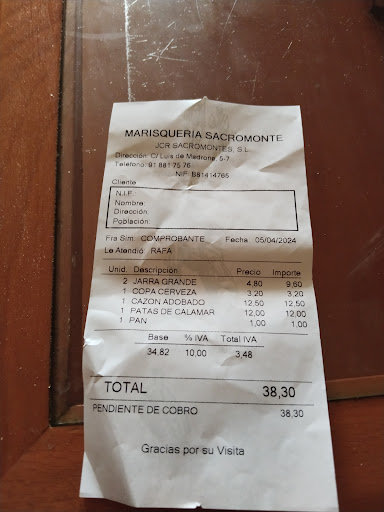 MARISQUERIA SACROMONTE
JCR SACROMONTES, S.L.
Dirección: C/ Luis de Medrona, 5-7
Teléfono: 91 881 75 76
NIF: B81414765
Cliente
N.I.F.:
Nombre:
Dirección:
Población:
Fra Sim: COMPROBANTE Fecha: 05/04/2024
Le Atendió: RAFA
Unid. Descripción Precio Importe
2 JARRA GRANDE 4,80 9,60
1 COPA CERVEZA 3,20 3,20
1 CAZON ADOBADO 12,50 12,50
1 PATAS DE CALAMAR 12,00 12,00
1 PAN 1,00 1,00
Base % IVA Total IVA
34,82 10,00 3,48
TOTAL 38,30
PENDIENTE DE COBRO 38,30
Gracias por su Visita